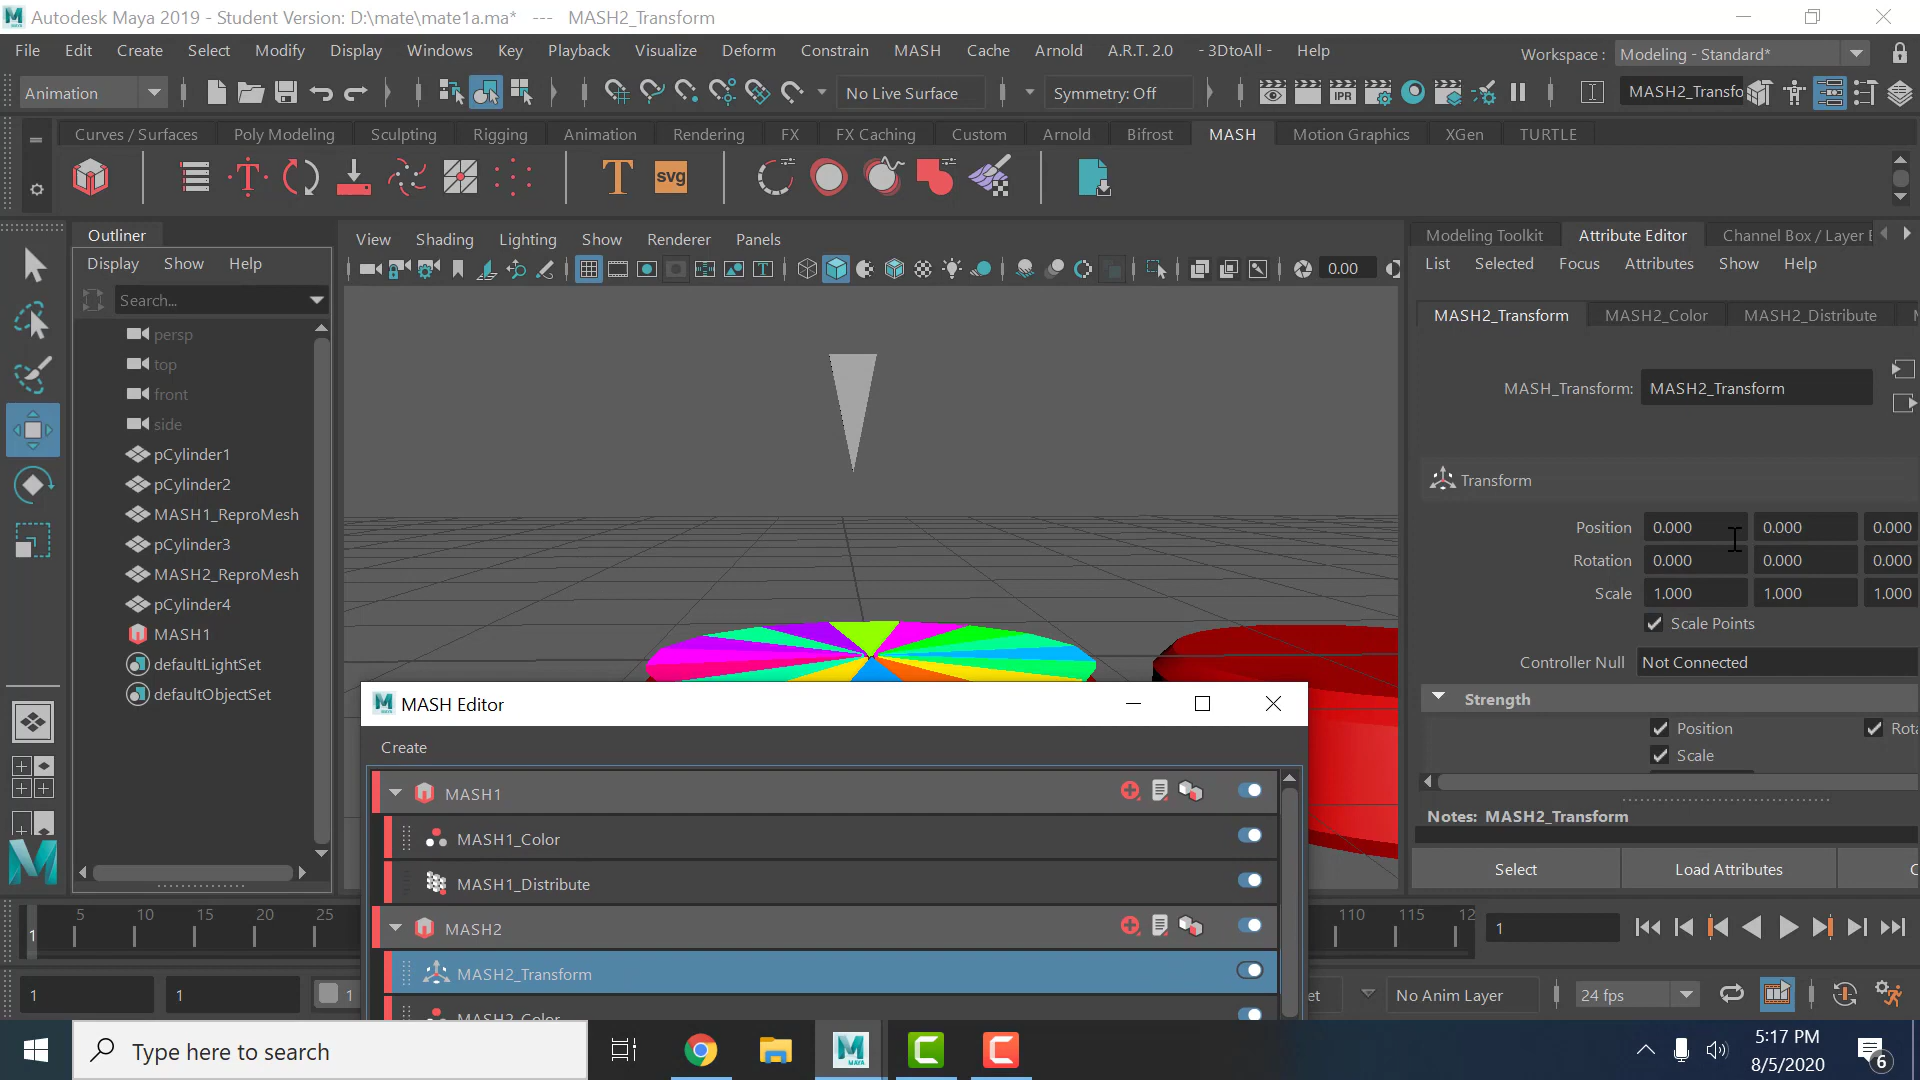 Autodesk Maya 2019 - Student Version: D:\mate\mate1a.ma* --- MASH2_Transform
File Edit Create Select Modify Display Windows Key Playback Visualize Deform Constrain MASH Cache Arnold A.R.T. 2.0 - 3DtoAll - Help
Workspace : Modeling - Standard*
Animation No Live Surface Symmetry: Off IPR MASH2_Transfo
Curves / Surfaces Poly Modeling Sculpting Rigging Animation Rendering FX FX Caching Custom Arnold Bifrost MASH Motion Graphics XGen TURTLE
T T svg
Outliner
Display Show Help
Search...
persp
top
front
side
pCylinder1
pCylinder2
MASH1_ReproMesh
pCylinder3
MASH2_ReproMesh
pCylinder4
MASH1
defaultLightSet
defaultObjectSet
View Shading Lighting Show Renderer Panels
0.00
Modeling Toolkit Attribute Editor Channel Box / Layer E
List Selected Focus Attributes Show Help
MASH2_Transform MASH2_Color MASH2_Distribute
MASH_Transform: MASH2_Transform
Transform
Position 0.000 0.000 0.000
Rotation 0.000 0.000 0.000
Scale 1.000 1.000 1.000
Scale Points
Controller Null Not Connected
Strength
Position Rota
Scale
Notes: MASH2_Transform
Select Load Attributes C
MASH Editor
Create
MASH1
MASH1_Color
MASH1_Distribute
MASH2
MASH2_Transform
MASH2_Color
5 10 15 20 25 110 115 12
1 1
1 1 1 et No Anim Layer 24 fps
Type here to search
MAYA
5:17 PM
8/5/2020
6